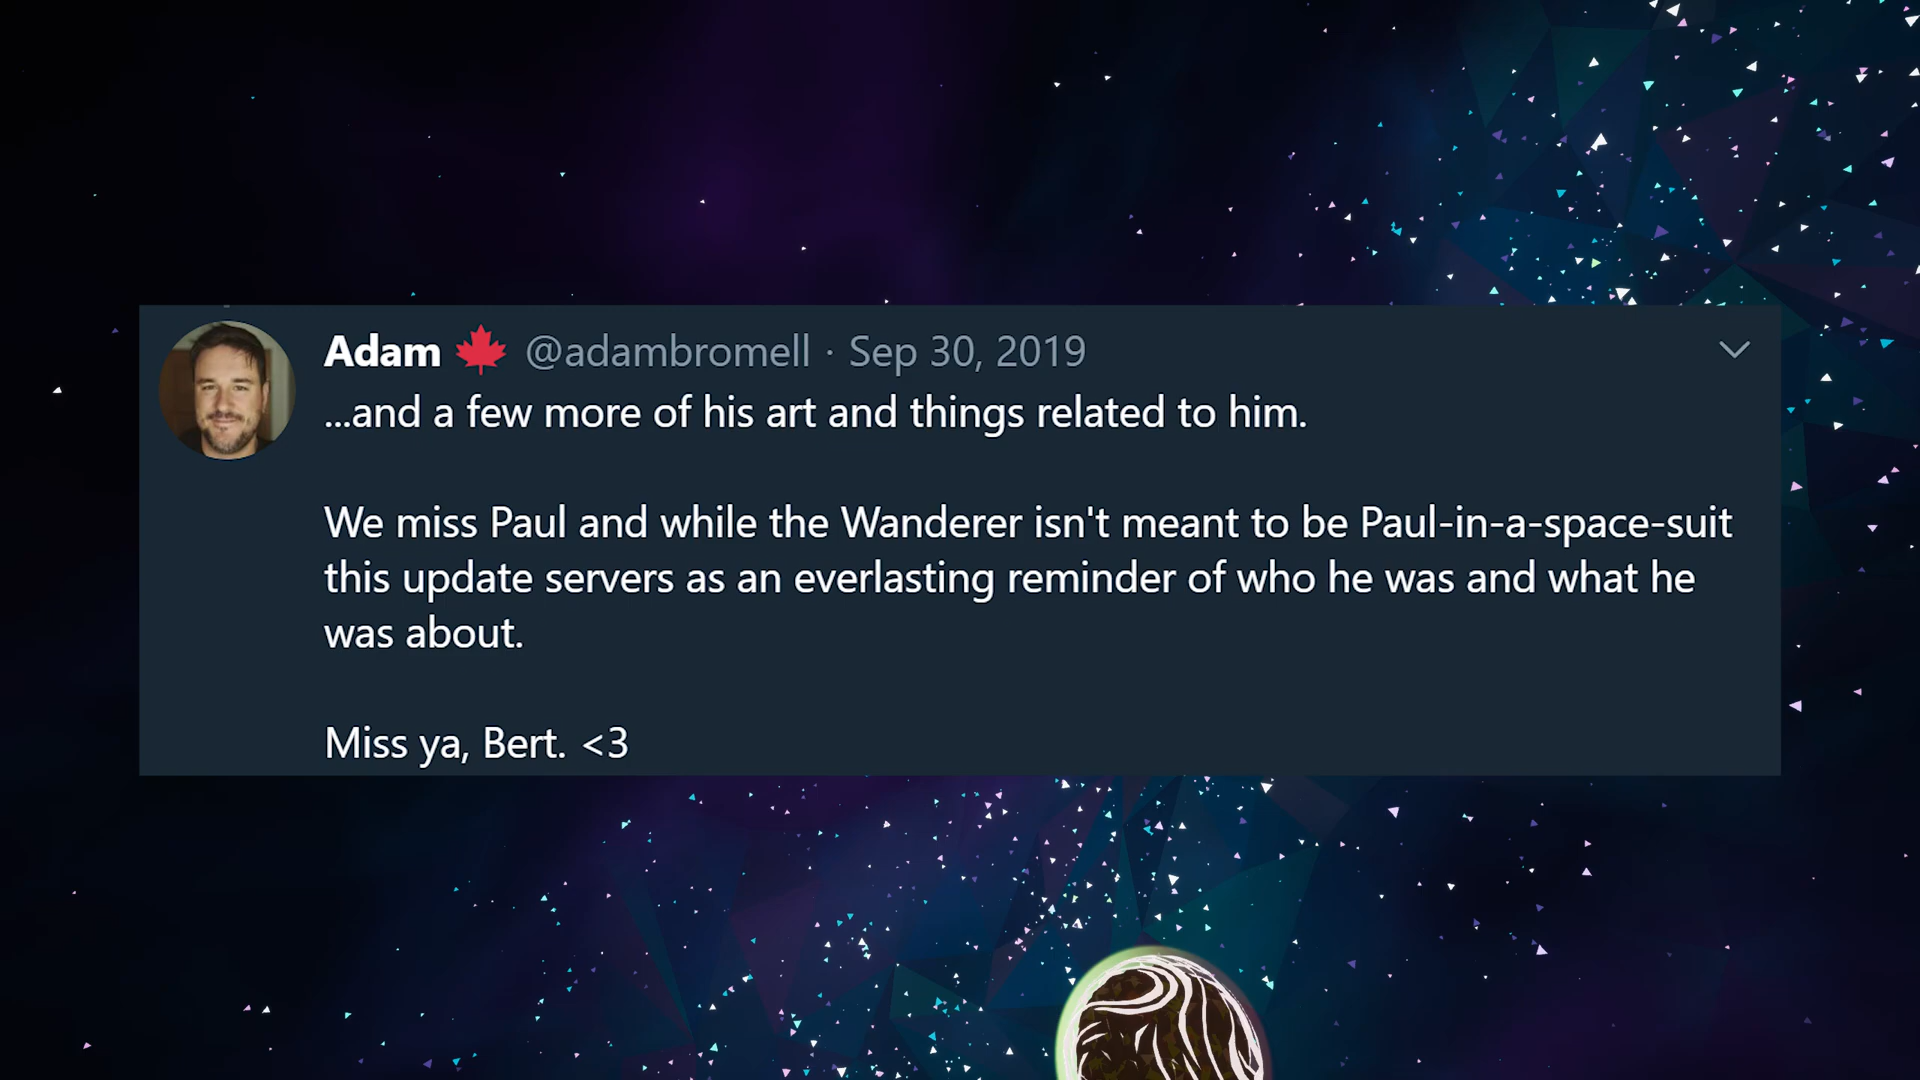 Adam 🍁 @adambromell · Sep 30, 2019
...and a few more of his art and things related to him.
We miss Paul and while the Wanderer isn't meant to be Paul-in-a-space-suit
this update servers as an everlasting reminder of who he was and what he
was about.
Miss ya, Bert. <3